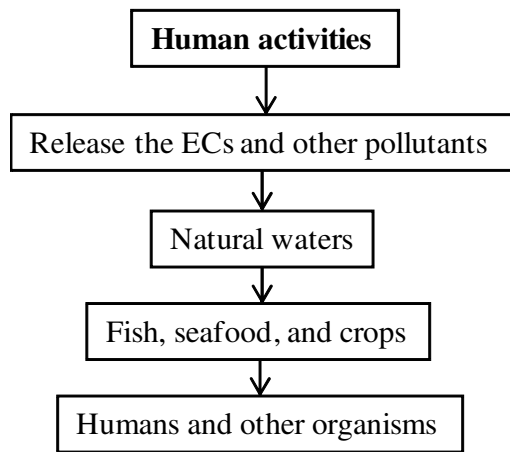 Human activities
Release the ECs and other pollutants
Natural waters
Fish, seafood, and crops
Humans and other organisms